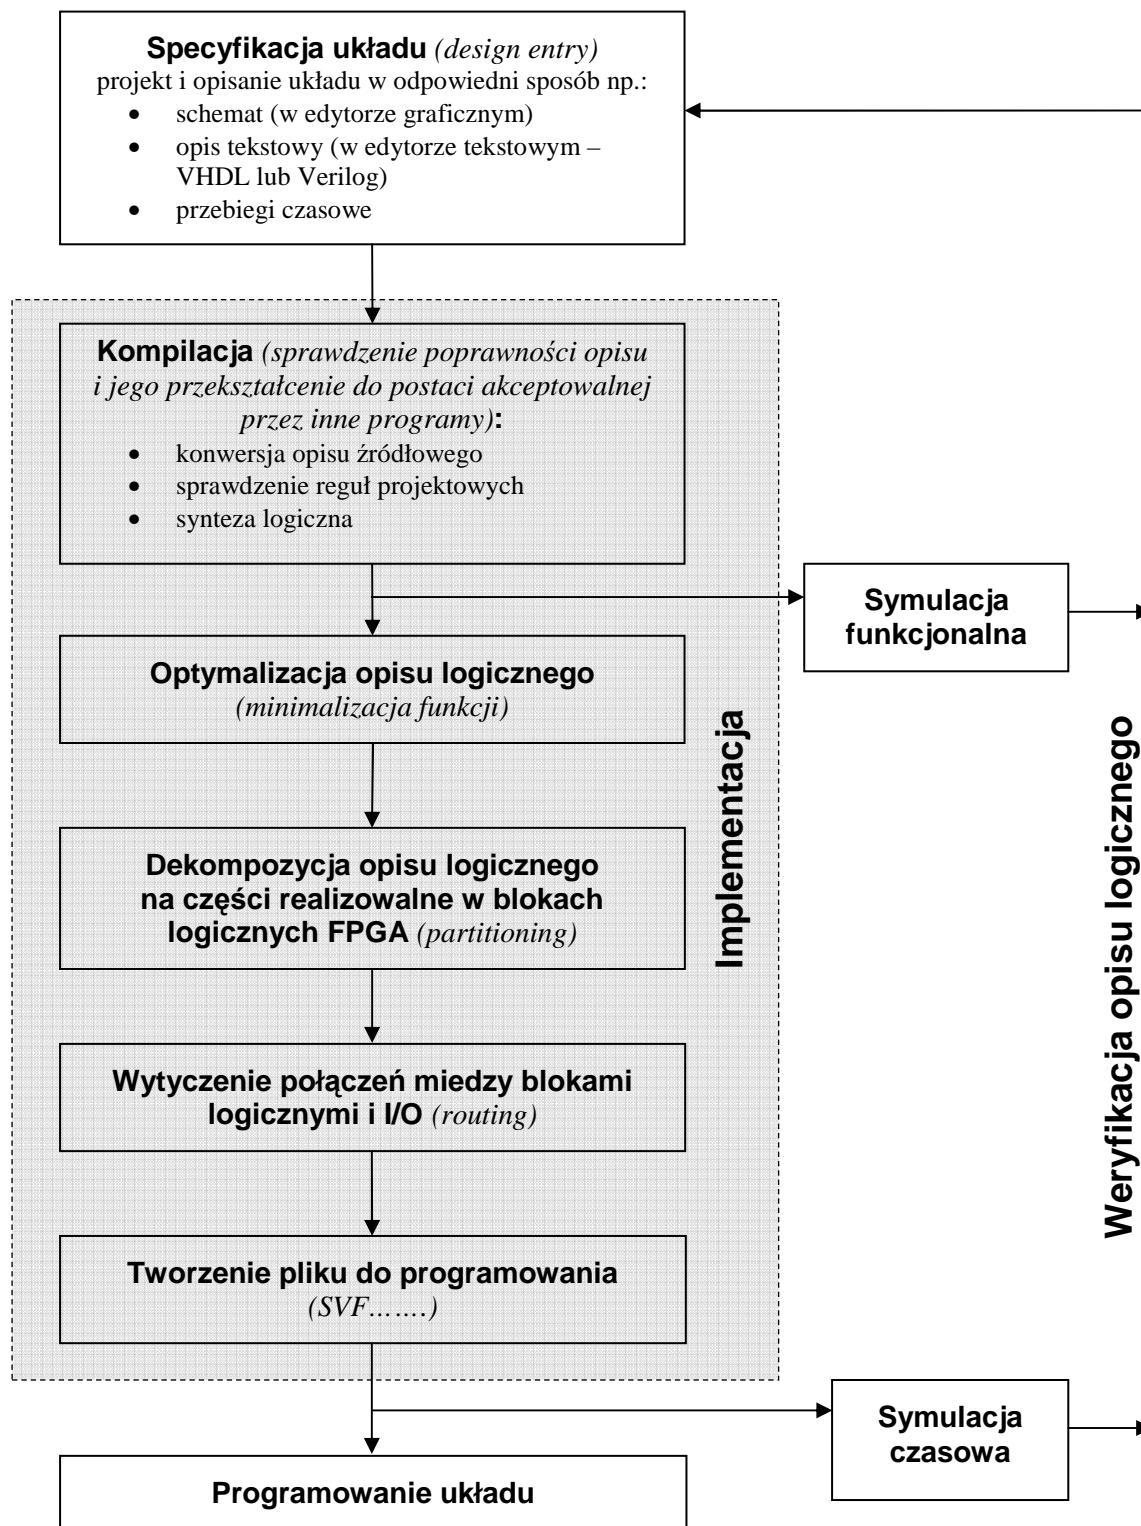 Specyfikacja układu (design entry)
projekt i opisanie układu w odpowiedni sposób np.:
• schemat (w edytorze graficznym)
• opis tekstowy (w edytorze tekstowym –
VHDL lub Verilog)
• przebiegi czasowe
Kompilacja (sprawdzenie poprawności opisu
i jego przekształcenie do postaci akceptowalnej
przez inne programy):
• konwersja opisu źródłowego
• sprawdzenie reguł projektowych
• synteza logiczna
Symulacja
funkcjonalna
Optymalizacja opisu logicznego
(minimalizacja funkcji)
Dekompozycja opisu logicznego
na części realizowalne w blokach
logicznych FPGA (partitioning)
Implementacja
Weryfikacja opisu logicznego
Wytyczenie połączeń miedzy blokami
logicznymi i I/O (routing)
Tworzenie pliku do programowania
(SVF…….)
Symulacja
czasowa
Programowanie układu